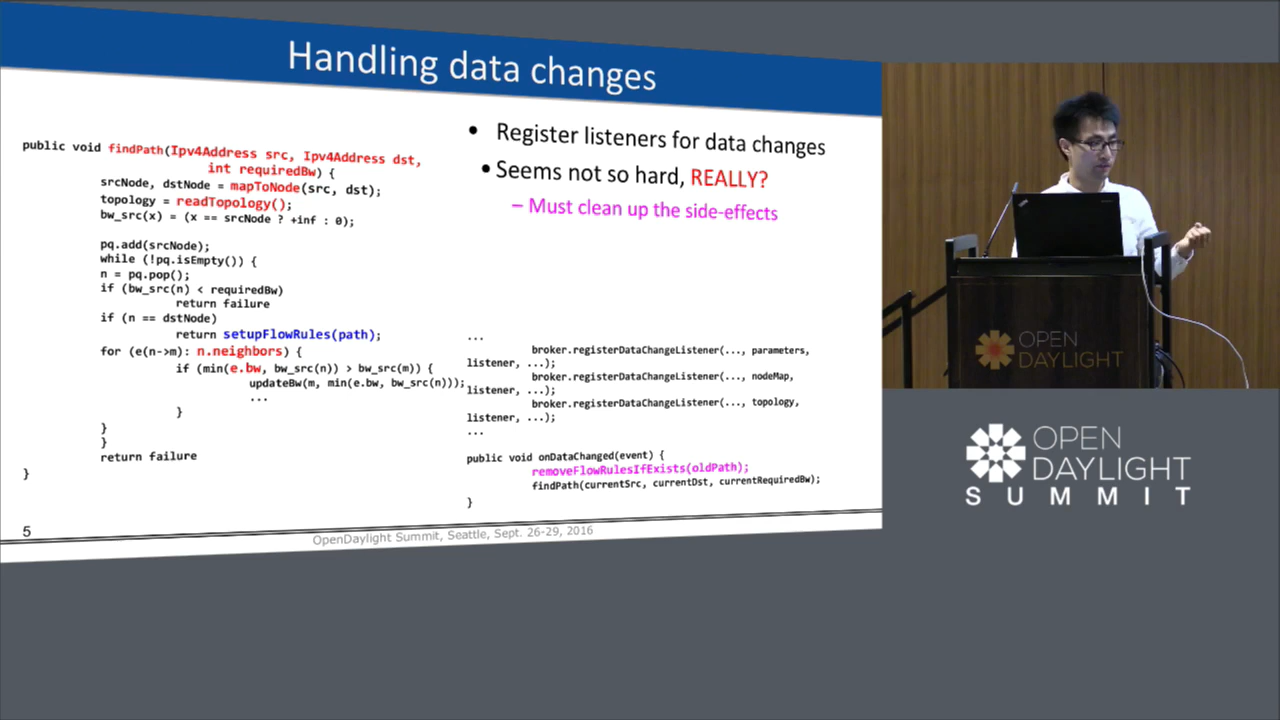 Handling data changes
public void findPath(Ipv4Address src, Ipv4Address dst,
int requiredBw) {
srcNode, dstNode = mapToNode(src, dst);
topology = readTopology();
bw_src(x) = (x == srcNode ? +inf : 0);
pq.add(srcNode);
while (!pq.isEmpty()) {
n = pq.pop();
if (bw_src(n) < requiredBw)
return failure
if (n == dstNode)
return setupFlowRules(path);
for (e(n->m): n.neighbors) {
if (min(e.bw, bw_src(n)) > bw_src(m)) {
updateBw(m, min(e.bw, bw_src(n)));
...
}
}
}
return failure
}
• Register listeners for data changes
• Seems not so hard, REALLY?
– Must clean up the side-effects
...
broker.registerDataChangeListener(..., parameters,
listener, ...);
broker.registerDataChangeListener(..., nodeMap,
listener, ...);
broker.registerDataChangeListener(..., topology,
listener, ...);
...
public void onDataChanged(event) {
removeFlowRulesIfExists(oldPath);
findPath(currentSrc, currentDst, currentRequiredBw);
}
5
OpenDaylight Summit, Seattle, Sept. 26-29, 2016
OPEN
DAYLIGHT
OPEN
DAYLIGHT
SUMMIT